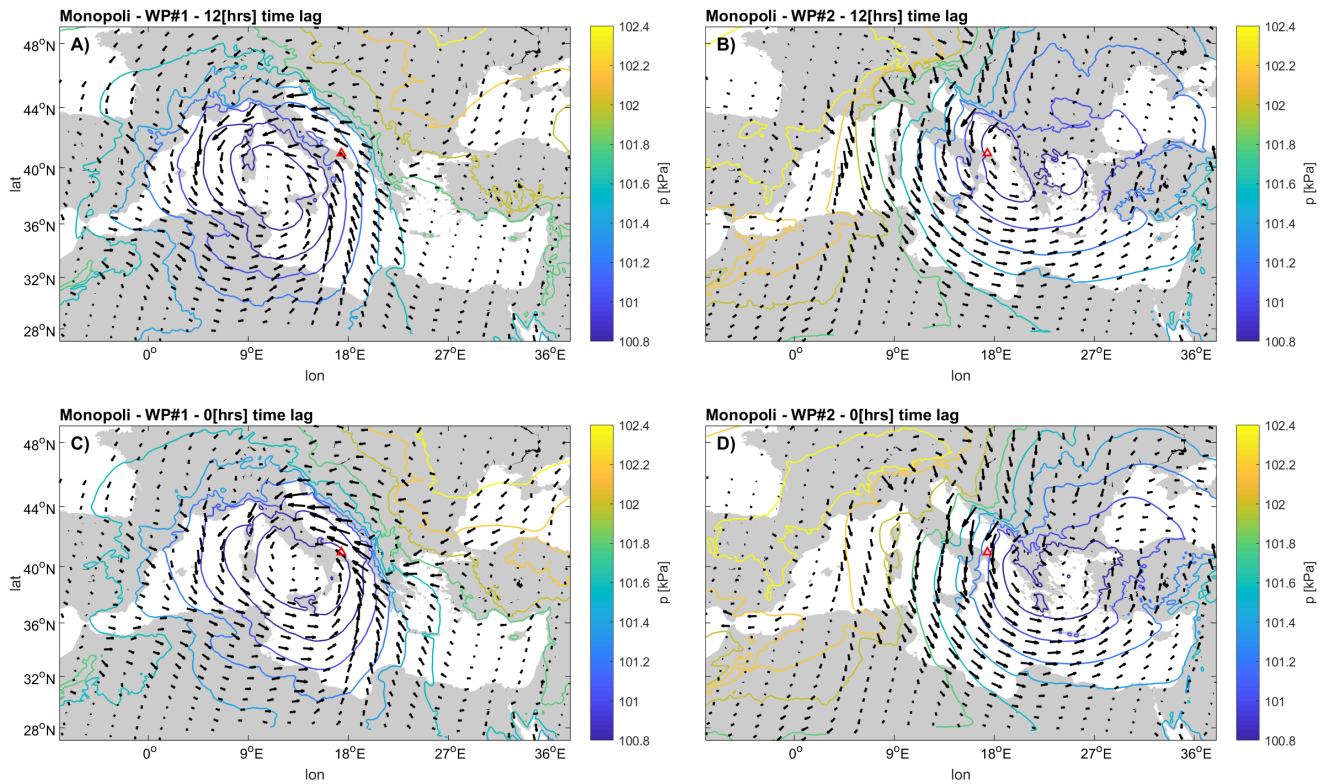 Monopoli - WP#1 - 12[hrs] time lag
A)
48°N
44°N
40°N
36°N
32°N
28°N
lat
0°
9°E
18°E
27°E
36°E
lon
102.4
102.2
102
101.8
101.6
101.4
101.2
101
100.8
p [kPa]
Monopoli - WP#2 - 12[hrs] time lag
B)
48°N
44°N
40°N
36°N
32°N
28°N
0°
9°E
18°E
27°E
36°E
lon
102.4
102.2
102
101.8
101.6
101.4
101.2
101
100.8
p [kPa]
Monopoli - WP#1 - 0[hrs] time lag
C)
48°N
44°N
40°N
36°N
32°N
28°N
lat
0°
9°E
18°E
27°E
36°E
lon
102.4
102.2
102
101.8
101.6
101.4
101.2
101
100.8
p [kPa]
Monopoli - WP#2 - 0[hrs] time lag
D)
48°N
44°N
40°N
36°N
32°N
28°N
0°
9°E
18°E
27°E
36°E
lon
102.4
102.2
102
101.8
101.6
101.4
101.2
101
100.8
p [kPa]